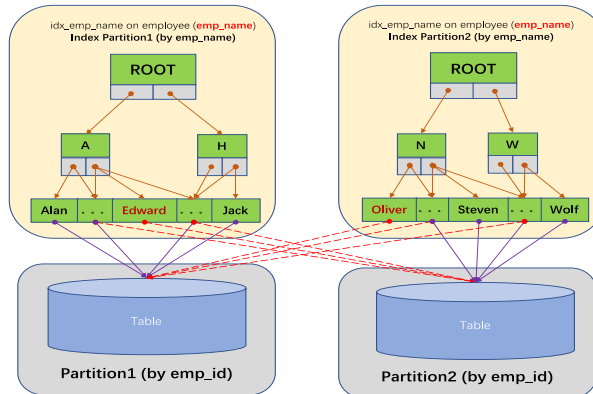 idx_emp_name on employee (emp_name)
Index Partition1 (by emp_name)
ROOT
A
H
Alan
. . .
Edward
. . .
Jack
Table
Partition1 (by emp_id)
idx_emp_name on employee (emp_name)
Index Partition2 (by emp_name)
ROOT
N
W
Oliver
. . .
Steven
. . .
Wolf
Table
Partition2 (by emp_id)